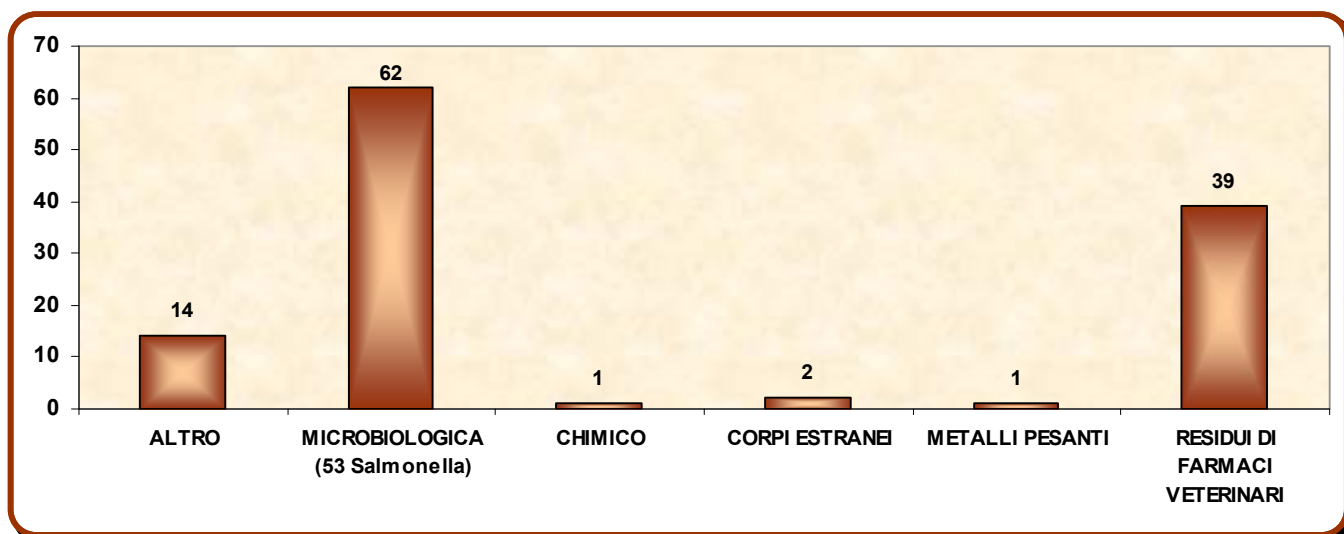 70
60
50
40
30
20
10
0
14
62
1
2
1
39
ALTRO
MICROBIOLOGICA
(53 Salmonella)
CHIMICO
CORPI ESTRANEI
METALLI PESANTI
RESIDUI DI
FARMACI
VETERINARI